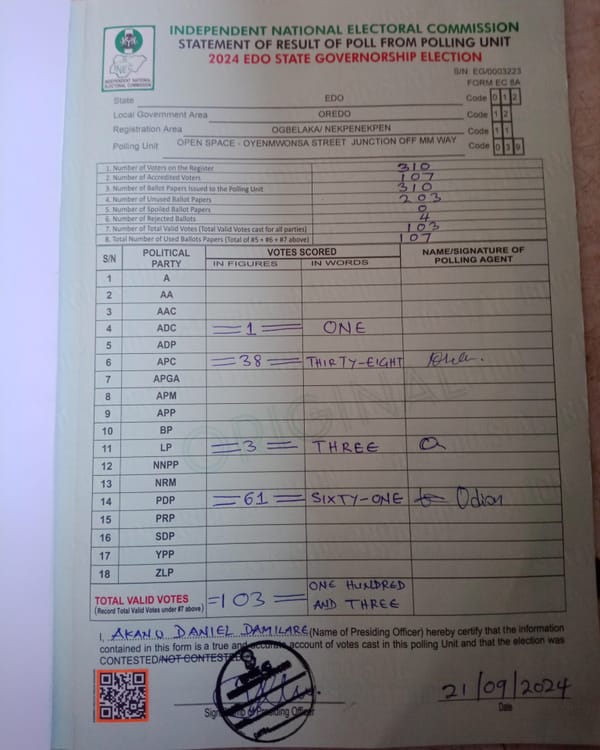 INDEPENDENT NATIONAL ELECTORAL COMMISSION
STATEMENT OF RESULT OF POLL FROM POLLING UNIT
2024 EDO STATE GOVERNORSHIP ELECTION
INEC
INDEPENDENT NATIONAL
ELECTORAL COMMISSION
S/N: EG/0003223
FORM EC 8A
State EDO Code 0 1 2
Local Government Area OREDO Code 1 2
Registration Area OGBELAKA/ NEKPENEKPEN Code 1 1
Polling Unit OPEN SPACE - OYENMWONSA STREET JUNCTION OFF MM WAY Code 0 3 9
1. Number of Voters on the Register 310
2. Number of Accredited Voters 107
3. Number of Ballot Papers Issued to the Polling Unit 310
4. Number of Unused Ballot Papers 203
5. Number of Spoiled Ballot Papers 0
6. Number of Rejected Ballots 4
7. Number of Total Valid Votes (Total Valid Votes cast for all parties) 103
8. Total Number of Used Ballots Papers (Total of #5 + #6 + #7 above) 107
S/N POLITICAL PARTY VOTES SCORED NAME/SIGNATURE OF POLLING AGENT
IN FIGURES IN WORDS
1 A
2 AA
3 AAC
4 ADC =1= ONE
5 ADP
6 APC =38= THIRTY-EIGHT
7 APGA
8 APM
9 APP
10 BP
11 LP =3= THREE
12 NNPP
13 NRM
14 PDP =61= SIXTY-ONE Odion
15 PRP
16 SDP
17 YPP
18 ZLP
ORIGINAL
TOTAL VALID VOTES =103= ONE HUNDRED AND THREE
(Record Total Valid Votes under #7 above)
I, AKANU DANIEL DAMILARE (Name of Presiding Officer) hereby certify that the information
contained in this form is a true and accurate account of votes cast in this polling Unit and that the election was
CONTESTED/NOT CONTESTED
Signature of Presiding Officer
21/09/2024
Date